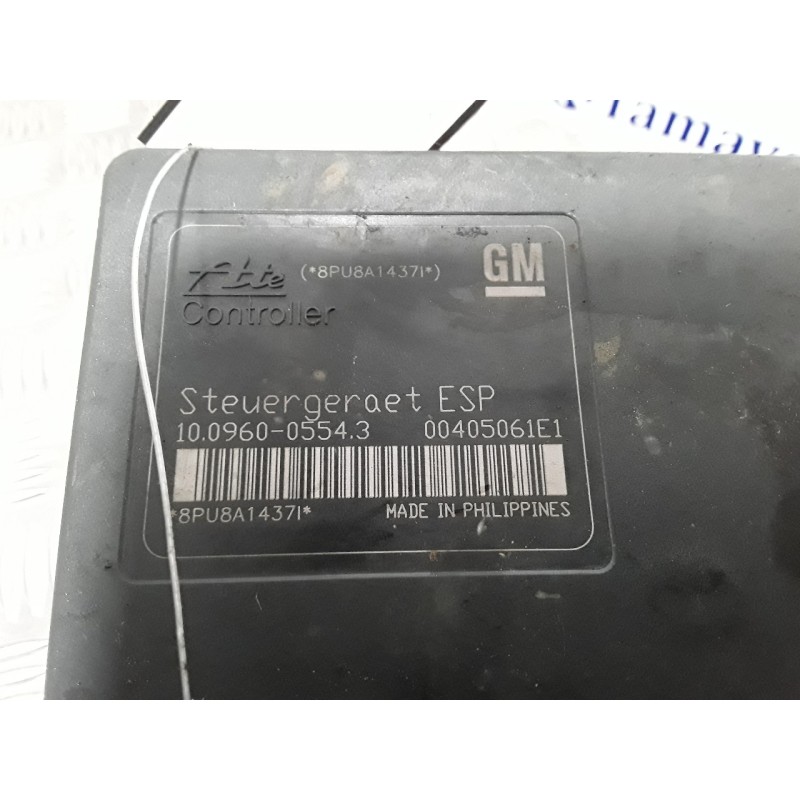 Ate (*8PU8A1437I*) GM
Controller
Steuergeraet ESP
10.0960-0554.3 00405061E1
*8PU8A1437I* MADE IN PHILIPPINES